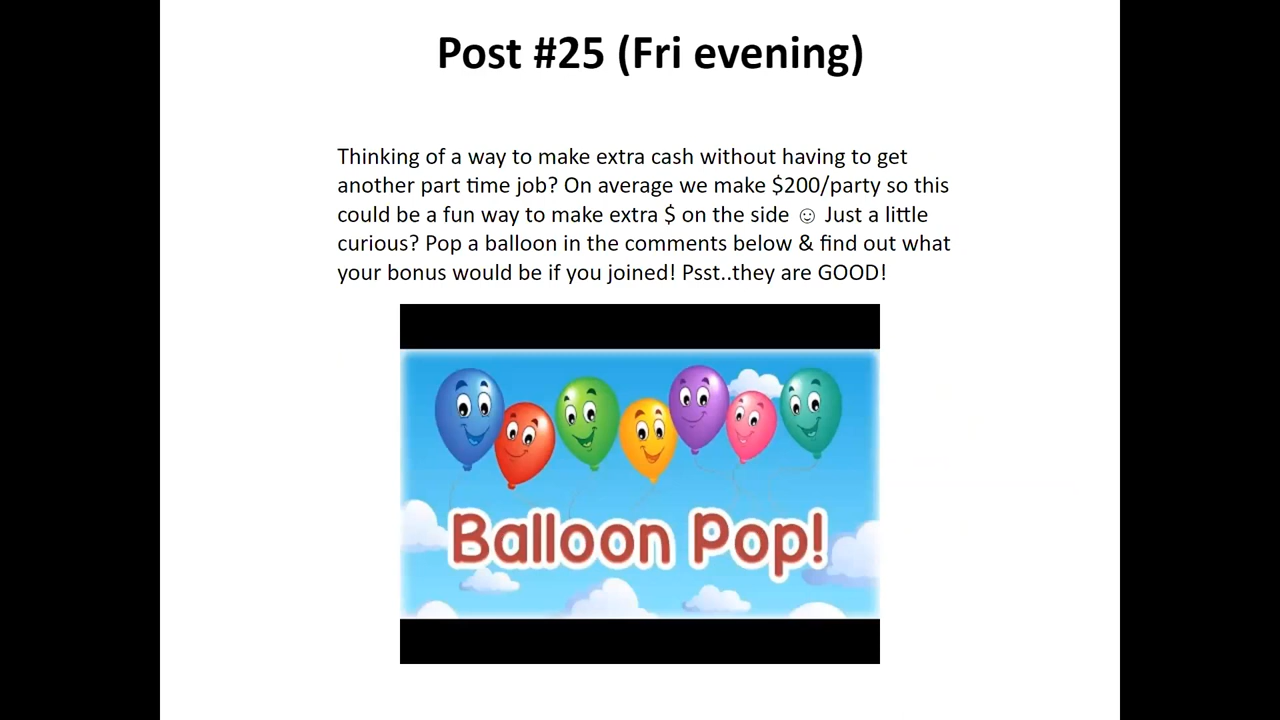 Post #25 (Fri evening)
Thinking of a way to make extra cash without having to get
another part time job? On average we make $200/party so this
could be a fun way to make extra $ on the side ☺ Just a little
curious? Pop a balloon in the comments below & find out what
your bonus would be if you joined! Psst..they are GOOD!
Balloon Pop!